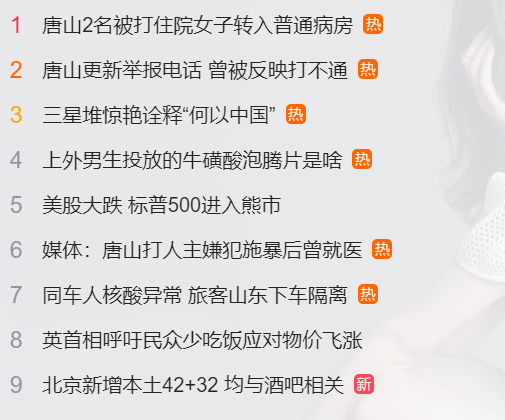 1 唐山2名被打住院女子转入普通病房 热
2 唐山更新举报电话 曾被反映打不通 热
3 三星堆惊艳诠释“何以中国” 热
4 上外男生投放的牛磺酸泡腾片是啥 热
5 美股大跌 标普500进入熊市
6 媒体：唐山打人主嫌犯施暴后曾就医 热
7 同车人核酸异常 旅客山东下车隔离 热
8 英首相呼吁民众少吃饭应对物价飞涨
9 北京新增本土42+32 均与酒吧相关 新